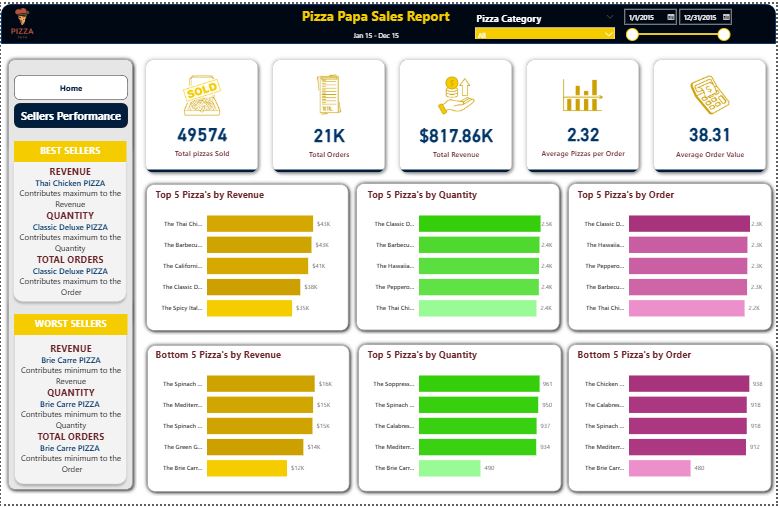 Pizza Papa Sales Report
Jan 15 - Dec 15
Pizza Category
All
1/1/2015
12/31/2015
PIZZA
Home
Sellers Performance
BEST SELLERS
REVENUE
Thai Chicken PIZZA
Contributes maximum to the
Revenue
QUANTITY
Classic Deluxe PIZZA
Contributes maximum to the
Quantity
TOTAL ORDERS
Classic Deluxe PIZZA
Contributes maximum to the
Order
WORST SELLERS
REVENUE
Brie Carre PIZZA
Contributes minimum to the
Revenue
QUANTITY
Brie Carre PIZZA
Contributes minimum to the
Quantity
TOTAL ORDERS
Brie Carre PIZZA
Contributes minimum to the
Order
SOLD
49574
Total pizzas Sold
21K
Total Orders
$817.86K
Total Revenue
2.32
Average Pizzas per Order
38.31
Average Order Value
Top 5 Pizza's by Revenue
The Thai Chi... $43K
The Barbecu... $43K
The Californi... $41K
The Classic D... $38K
The Spicy Ital... $35K
Top 5 Pizza's by Quantity
The Classic D... 2.5K
The Barbecu... 2.4K
The Hawaiia... 2.4K
The Peppero... 2.4K
The Thai Chi... 2.4K
Top 5 Pizza's by Order
The Classic D... 2.3K
The Hawaiia... 2.3K
The Peppero... 2.3K
The Barbecu... 2.3K
The Thai Chi... 2.2K
Bottom 5 Pizza's by Revenue
The Spinach ... $16K
The Mediterr... $15K
The Spinach ... $15K
The Green G... $14K
The Brie Carr... $12K
Top 5 Pizza's by Quantity
The Soppress... 961
The Spinach ... 950
The Calabres... 937
The Mediterr... 934
The Brie Carr... 490
Bottom 5 Pizza's by Order
The Chicken ... 938
The Calabres... 918
The Spinach ... 918
The Mediterr... 912
The Brie Carr... 480